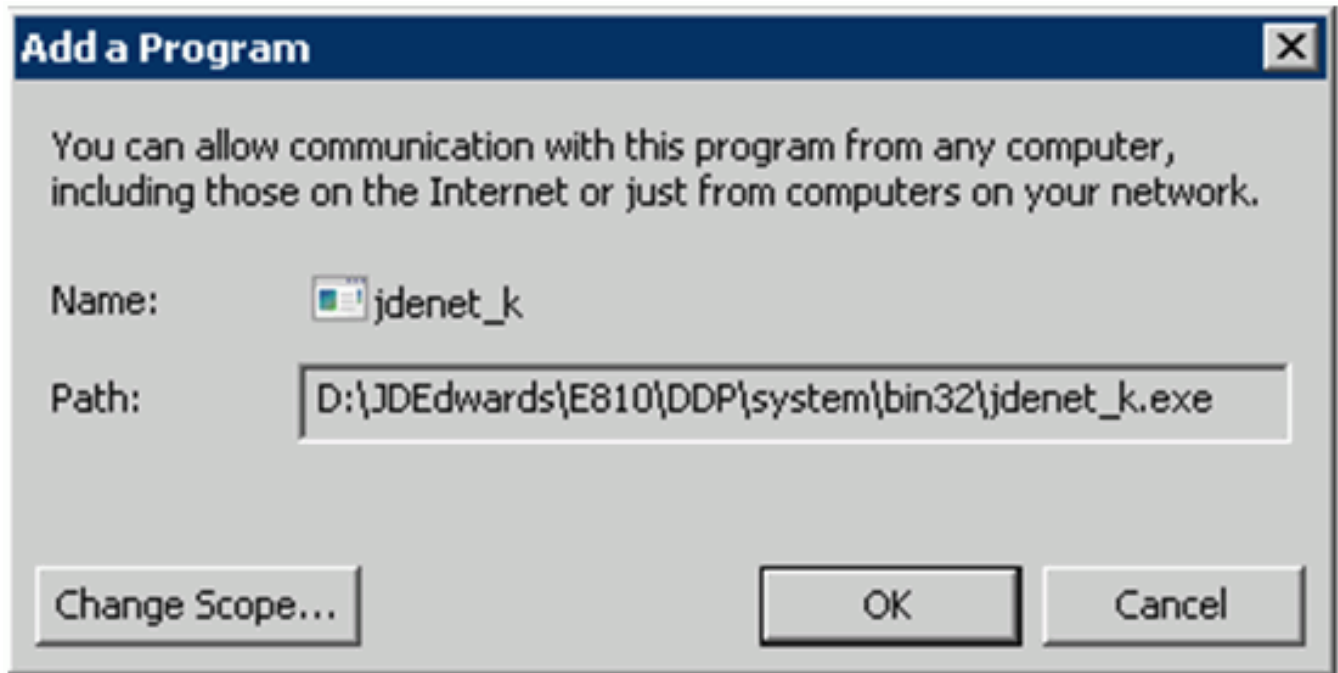 Add a Program
You can allow communication with this program from any computer,
including those on the Internet or just from computers on your network.
Name: jdenet_k
Path: D:\JDEdwards\E810\DDP\system\bin32\jdenet_k.exe
Change Scope... OK Cancel